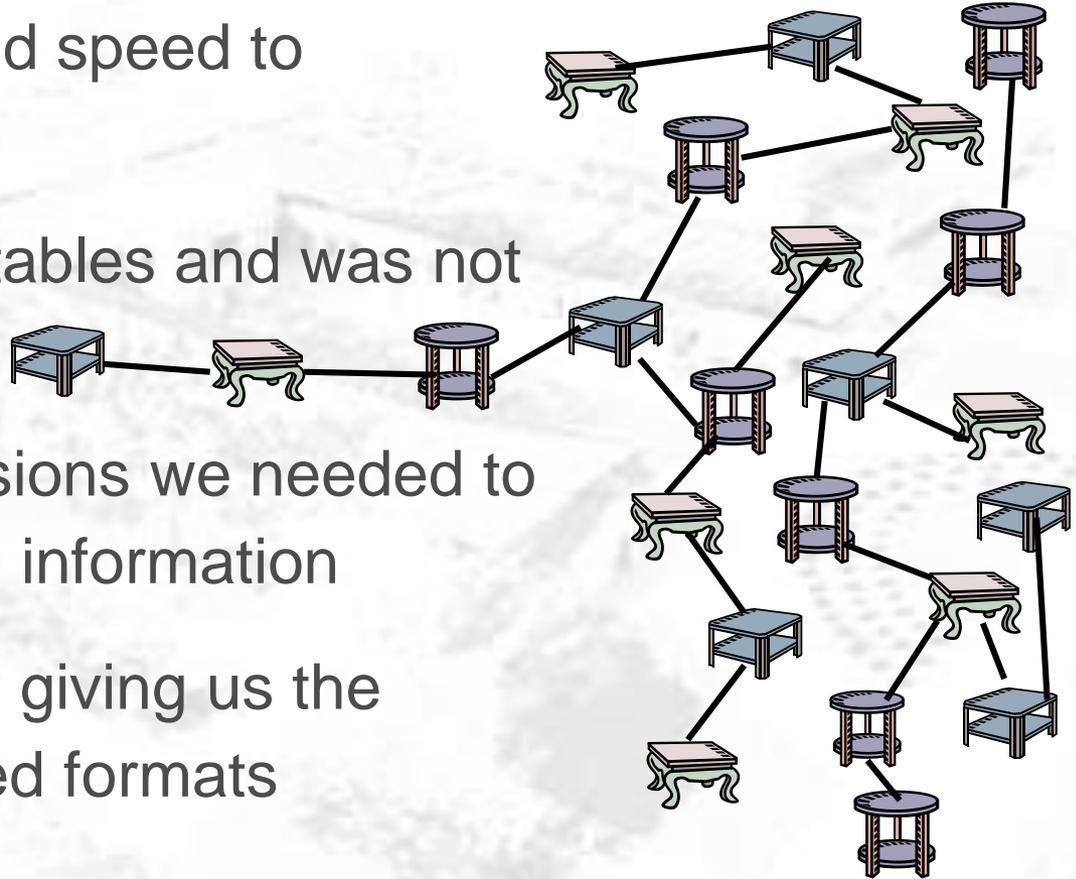 d speed to
tables and was not
sions we needed to
information
giving us the
ed formats